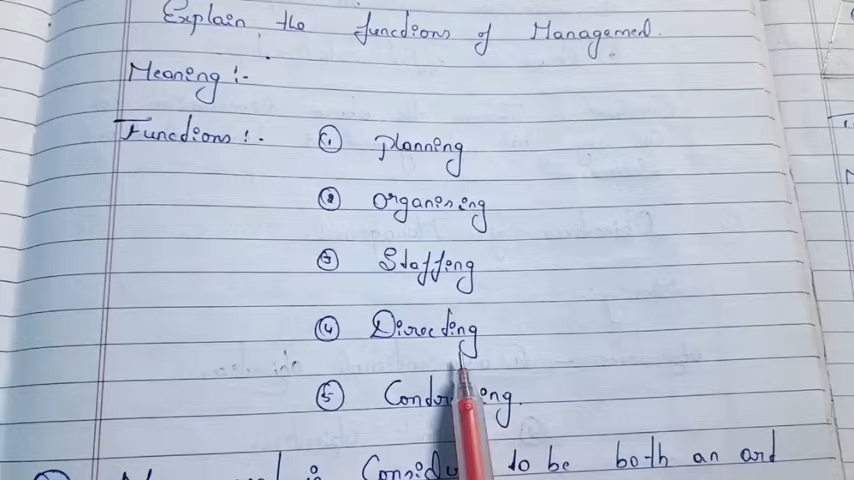 Explain the functions of Management.
Meaning :-
Functions :- ① Planning
② Organising
③ Staffing
④ Directing
⑤
is to be both an art